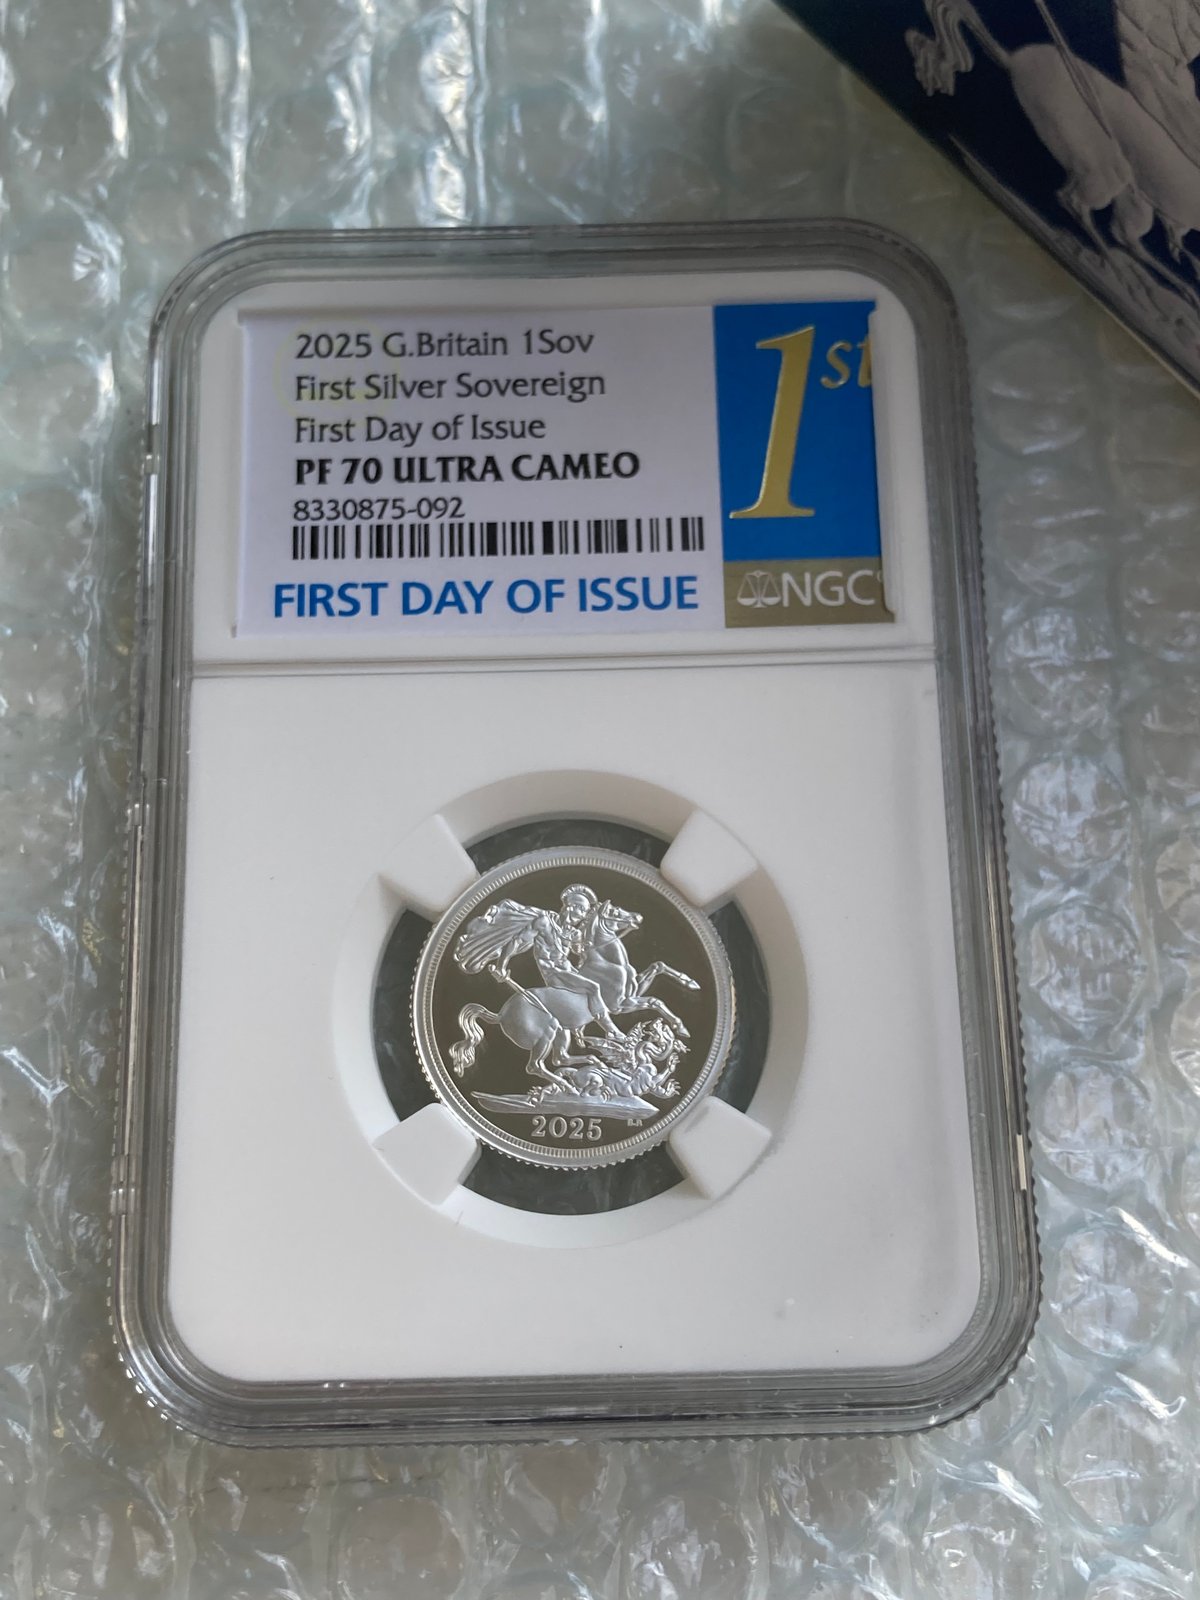 2025 G.Britain 1Sov
First Silver Sovereign
First Day of Issue
PF 70 ULTRA CAMEO
8330875-092
FIRST DAY OF ISSUE
1st
NGC
2025
B.P.